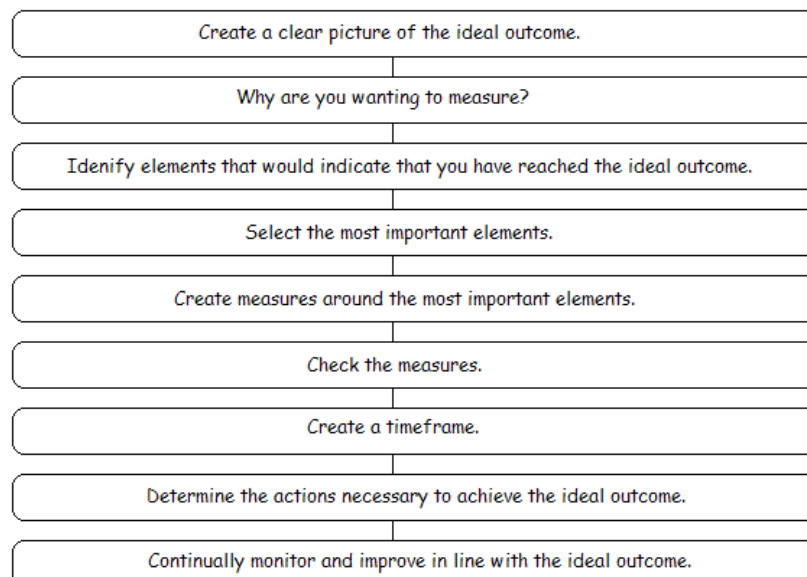 Create a clear picture of the ideal outcome.
Why are you wanting to measure?
Idenify elements that would indicate that you have reached the ideal outcome.
Select the most important elements.
Create measures around the most important elements.
Check the measures.
Create a timeframe.
Determine the actions necessary to achieve the ideal outcome.
Continually monitor and improve in line with the ideal outcome.